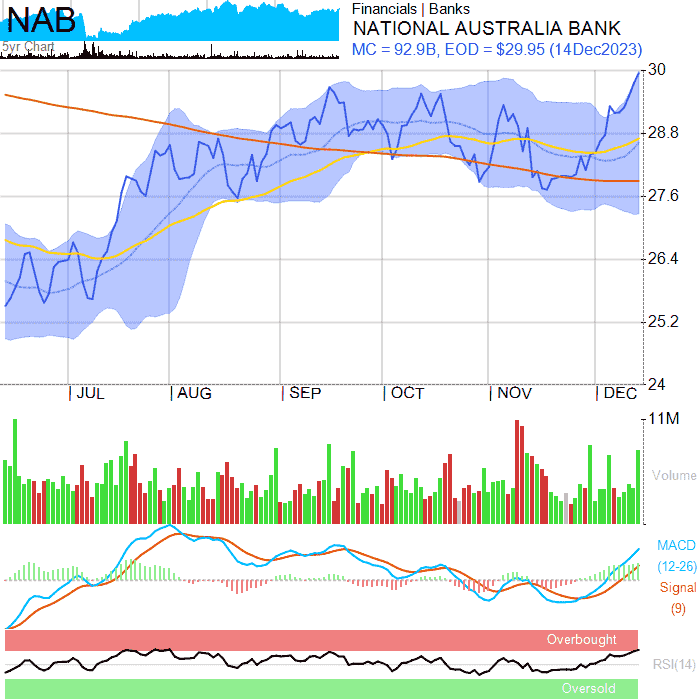 NAB
5yr Chart
Financials | Banks
NATIONAL AUSTRALIA BANK
MC = 92.9B, EOD = $29.95 (14Dec2023)
30
28.8
27.6
26.4
25.2
24
JUL AUG SEP OCT NOV DEC
11M
Volume
MACD
(12-26)
Signal
(9)
Overbought
RSI(14)
Oversold